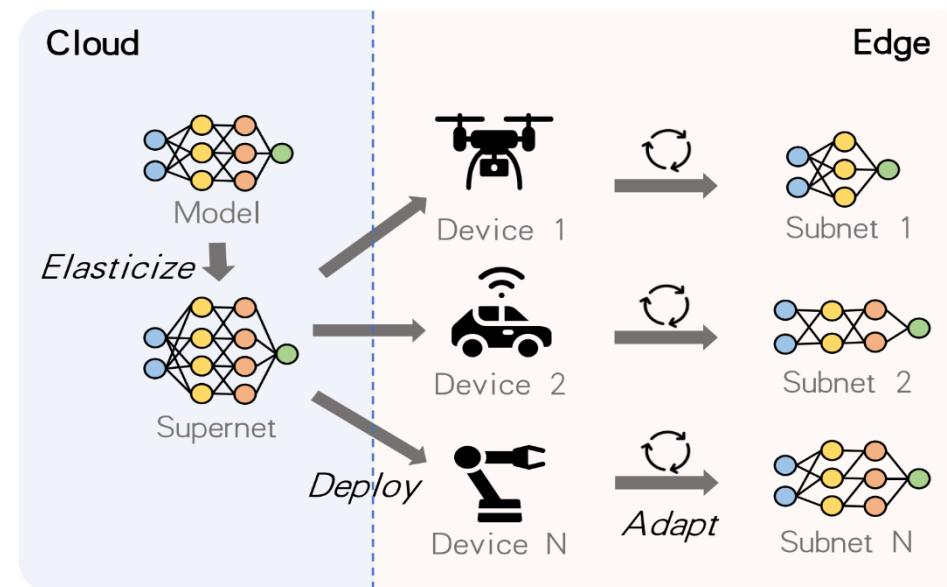 Cloud
Edge
Model
Elasticize
Supernet
Deploy
Device 1
Device 2
Device N
Adapt
Subnet 1
Subnet 2
Subnet N